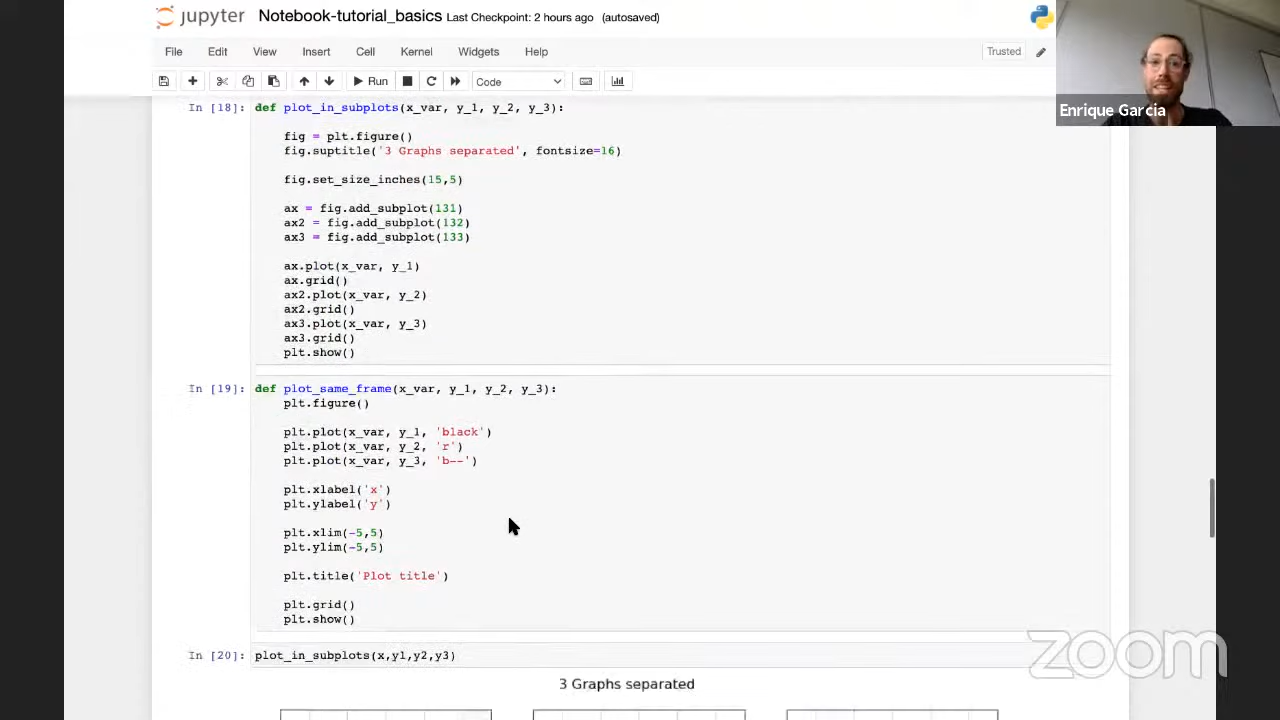 jupyter Notebook-tutorial_basics Last Checkpoint: 2 hours ago (autosaved)
File Edit View Insert Cell Kernel Widgets Help Trusted
Run Code
Enrique Garcia
In [18]: def plot_in_subplots(x_var, y_1, y_2, y_3):
fig = plt.figure()
fig.suptitle('3 Graphs separated', fontsize=16)
fig.set_size_inches(15,5)
ax = fig.add_subplot(131)
ax2 = fig.add_subplot(132)
ax3 = fig.add_subplot(133)
ax.plot(x_var, y_1)
ax.grid()
ax2.plot(x_var, y_2)
ax2.grid()
ax3.plot(x_var, y_3)
ax3.grid()
plt.show()
In [19]: def plot_same_frame(x_var, y_1, y_2, y_3):
plt.figure()
plt.plot(x_var, y_1, 'black')
plt.plot(x_var, y_2, 'r')
plt.plot(x_var, y_3, 'b--')
plt.xlabel('x')
plt.ylabel('y')
plt.xlim(-5,5)
plt.ylim(-5,5)
plt.title('Plot title')
plt.grid()
plt.show()
In [20]: plot_in_subplots(x,y1,y2,y3)
zoom
3 Graphs separated